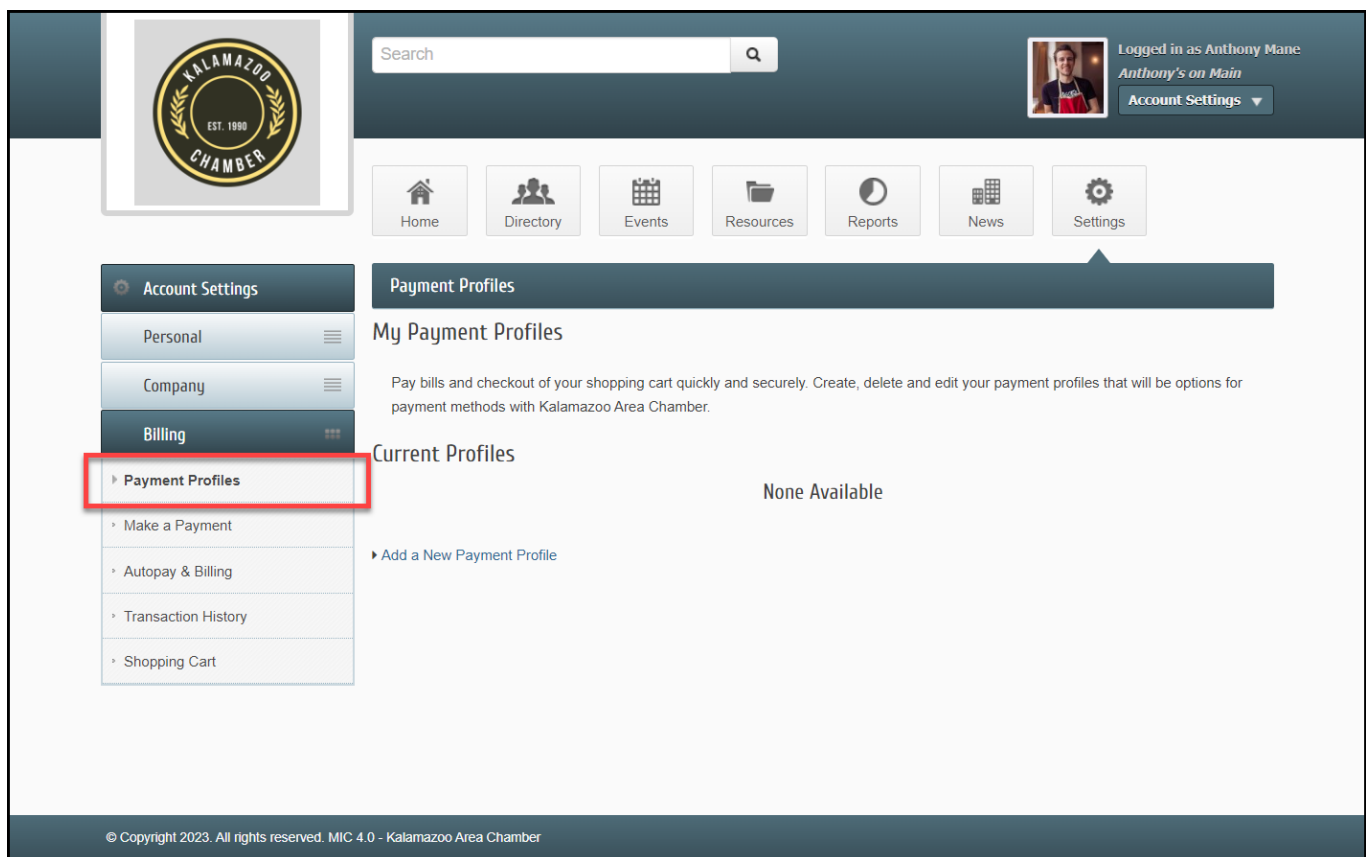 KALAMAZOO
EST. 1990
CHAMBER
Search
Logged in as Anthony Mane
Anthony's on Main
Account Settings
Home
Directory
Events
Resources
Reports
News
Settings
Account Settings
Personal
Company
Billing
Payment Profiles
Make a Payment
Autopay & Billing
Transaction History
Shopping Cart
Payment Profiles
My Payment Profiles
Pay bills and checkout of your shopping cart quickly and securely. Create, delete and edit your payment profiles that will be options for
payment methods with Kalamazoo Area Chamber.
Current Profiles
None Available
Add a New Payment Profile
© Copyright 2023. All rights reserved. MIC 4.0 - Kalamazoo Area Chamber